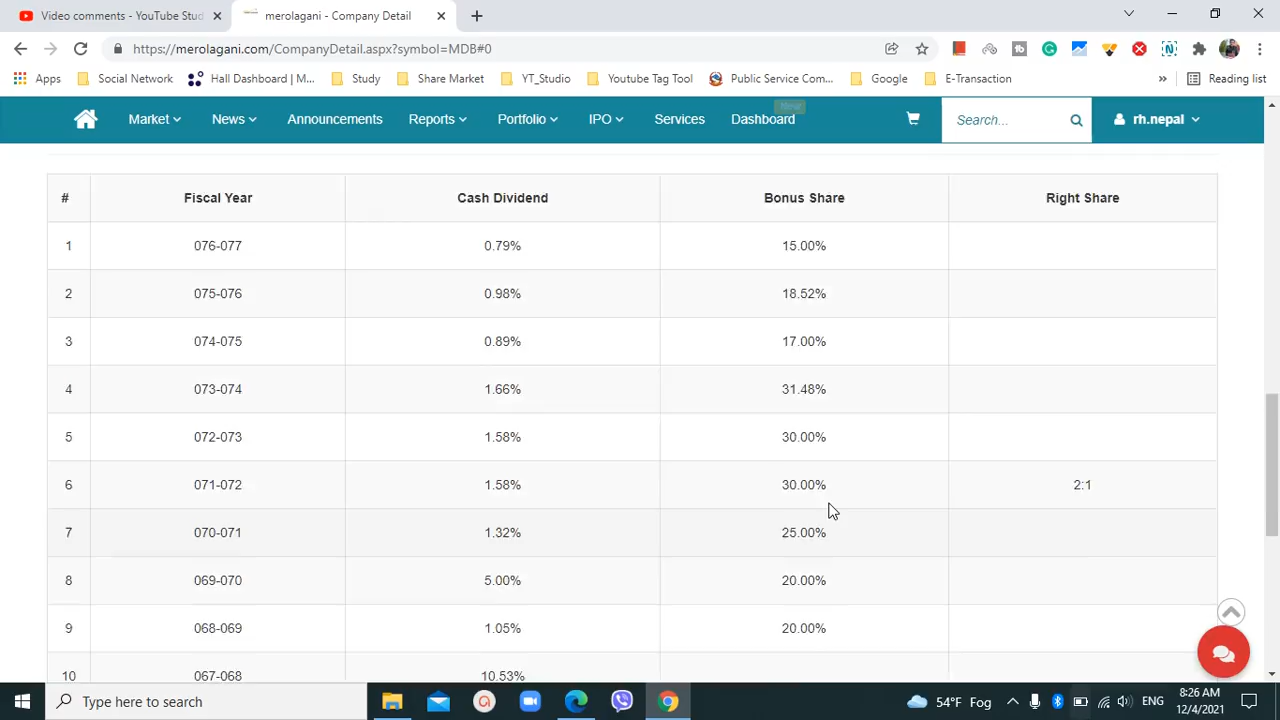 Video comments - YouTube Stud
merolagani - Company Detail
https://merolagani.com/CompanyDetail.aspx?symbol=MDB#0
Apps Social Network Hall Dashboard | M... Study Share Market YT_Studio Youtube Tag Tool Public Service Com... Google E-Transaction » Reading list
New
Market News Announcements Reports Portfolio IPO Services Dashboard Search... rh.nepal
# Fiscal Year Cash Dividend Bonus Share Right Share
1 076-077 0.79% 15.00%
2 075-076 0.98% 18.52%
3 074-075 0.89% 17.00%
4 073-074 1.66% 31.48%
5 072-073 1.58% 30.00%
6 071-072 1.58% 30.00% 2:1
7 070-071 1.32% 25.00%
8 069-070 5.00% 20.00%
9 068-069 1.05% 20.00%
10 067-068 10.53%
Type here to search
54°F Fog
ENG
8:26 AM
12/4/2021